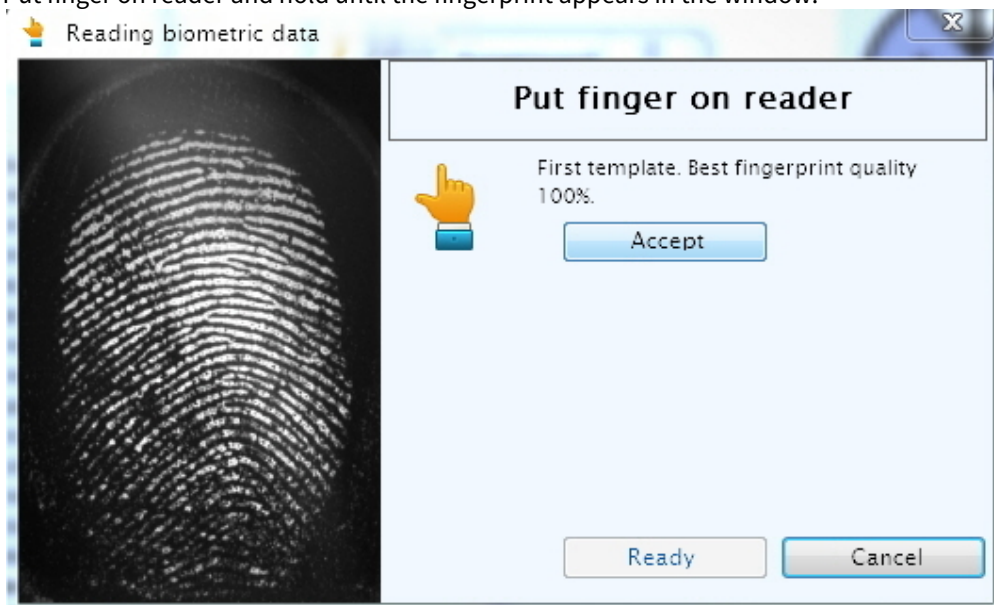 Put finger on reader and hold until the fingerprint appears in the window.
Reading biometric data
x
Put finger on reader
First template. Best fingerprint quality
100%.
Accept
Ready
Cancel